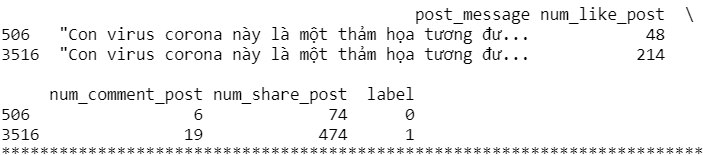 post_message num_like_post \
506 "Con virus corona này là một thảm họa tương đư... 48
3516 "Con virus corona này là một thảm họa tương đư... 214
num_comment_post num_share_post label
506 6 74 0
3516 19 474 1
*************************************************************************